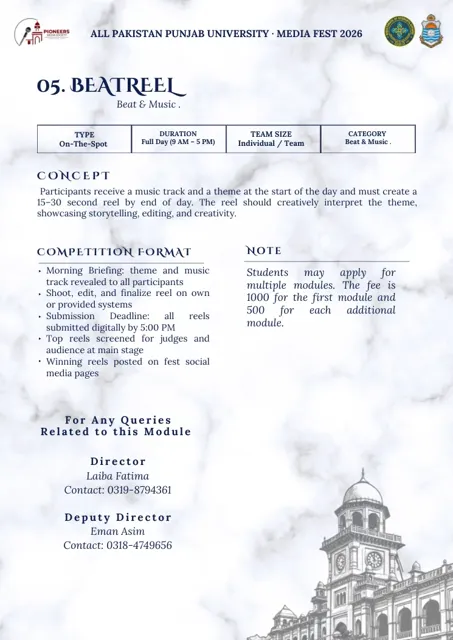 PIONEERS
ALL PAKISTAN PUNJAB UNIVERSITY · MEDIA FEST 2026
05. BEATREEL
Beat & Music .
TYPE
On-The-Spot
DURATION
Full Day (9 AM – 5 PM)
TEAM SIZE
Individual / Team
CATEGORY
Beat & Music .
CONCEPT
Participants receive a music track and a theme at the start of the day and must create a
15–30 second reel by end of day. The reel should creatively interpret the theme,
showcasing storytelling, editing, and creativity.
COMPETITION FORMAT
• Morning Briefing: theme and music
track revealed to all participants
• Shoot, edit, and finalize reel on own
or provided systems
• Submission Deadline: all reels
submitted digitally by 5:00 PM
• Top reels screened for judges and
audience at main stage
• Winning reels posted on fest social
media pages
NOTE
Students may apply for
multiple modules. The fee is
1000 for the first module and
500 for each additional
module.
For Any Queries
Related to this Module
Director
Laiba Fatima
Contact: 0319-8794361
Deputy Director
Eman Asim
Contact: 0318-4749656